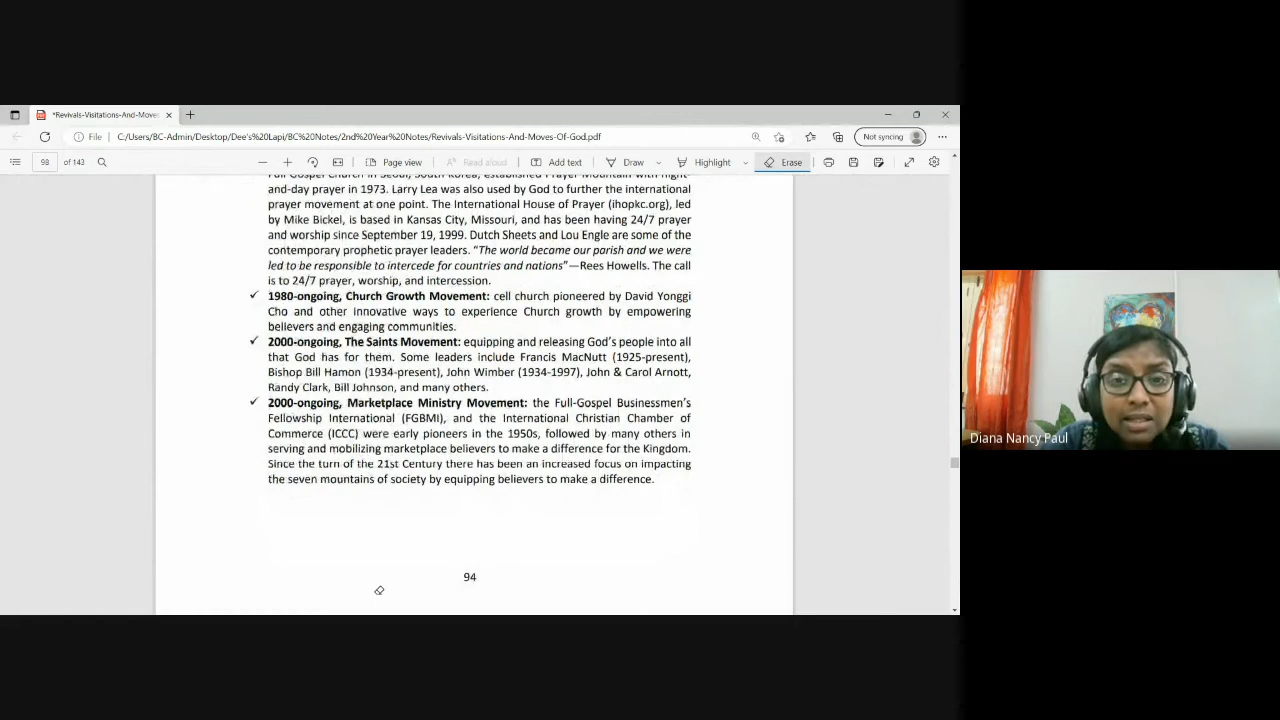 *Revivals-Visitations-And-Move
File
C:/Users/BC-Admin/Desktop/Dee's%20Lapi/BC%20Notes/2nd%20Year%20Notes/Revivals-Visitations-And-Moves-Of-God.pdf
Not syncing
98 of 143
Page view
Read aloud
Add text
Draw
Highlight
Erase
Full Gospel Church in Seoul, South Korea, established Prayer Mountain with night-
and-day prayer in 1973. Larry Lea was also used by God to further the international
prayer movement at one point. The International House of Prayer (ihopkc.org), led
by Mike Bickel, is based in Kansas City, Missouri, and has been having 24/7 prayer
and worship since September 19, 1999. Dutch Sheets and Lou Engle are some of the
contemporary prophetic prayer leaders. “The world became our parish and we were
led to be responsible to intercede for countries and nations”—Rees Howells. The call
is to 24/7 prayer, worship, and intercession.
✓ 1980-ongoing, Church Growth Movement: cell church pioneered by David Yonggi
Cho and other innovative ways to experience Church growth by empowering
believers and engaging communities.
✓ 2000-ongoing, The Saints Movement: equipping and releasing God's people into all
that God has for them. Some leaders include Francis MacNutt (1925-present),
Bishop Bill Hamon (1934-present), John Wimber (1934-1997), John & Carol Arnott,
Randy Clark, Bill Johnson, and many others.
✓ 2000-ongoing, Marketplace Ministry Movement: the Full-Gospel Businessmen's
Fellowship International (FGBMI), and the International Christian Chamber of
Commerce (ICCC) were early pioneers in the 1950s, followed by many others in
serving and mobilizing marketplace believers to make a difference for the Kingdom.
Since the turn of the 21st Century there has been an increased focus on impacting
the seven mountains of society by equipping believers to make a difference.
94
Diana Nancy Paul